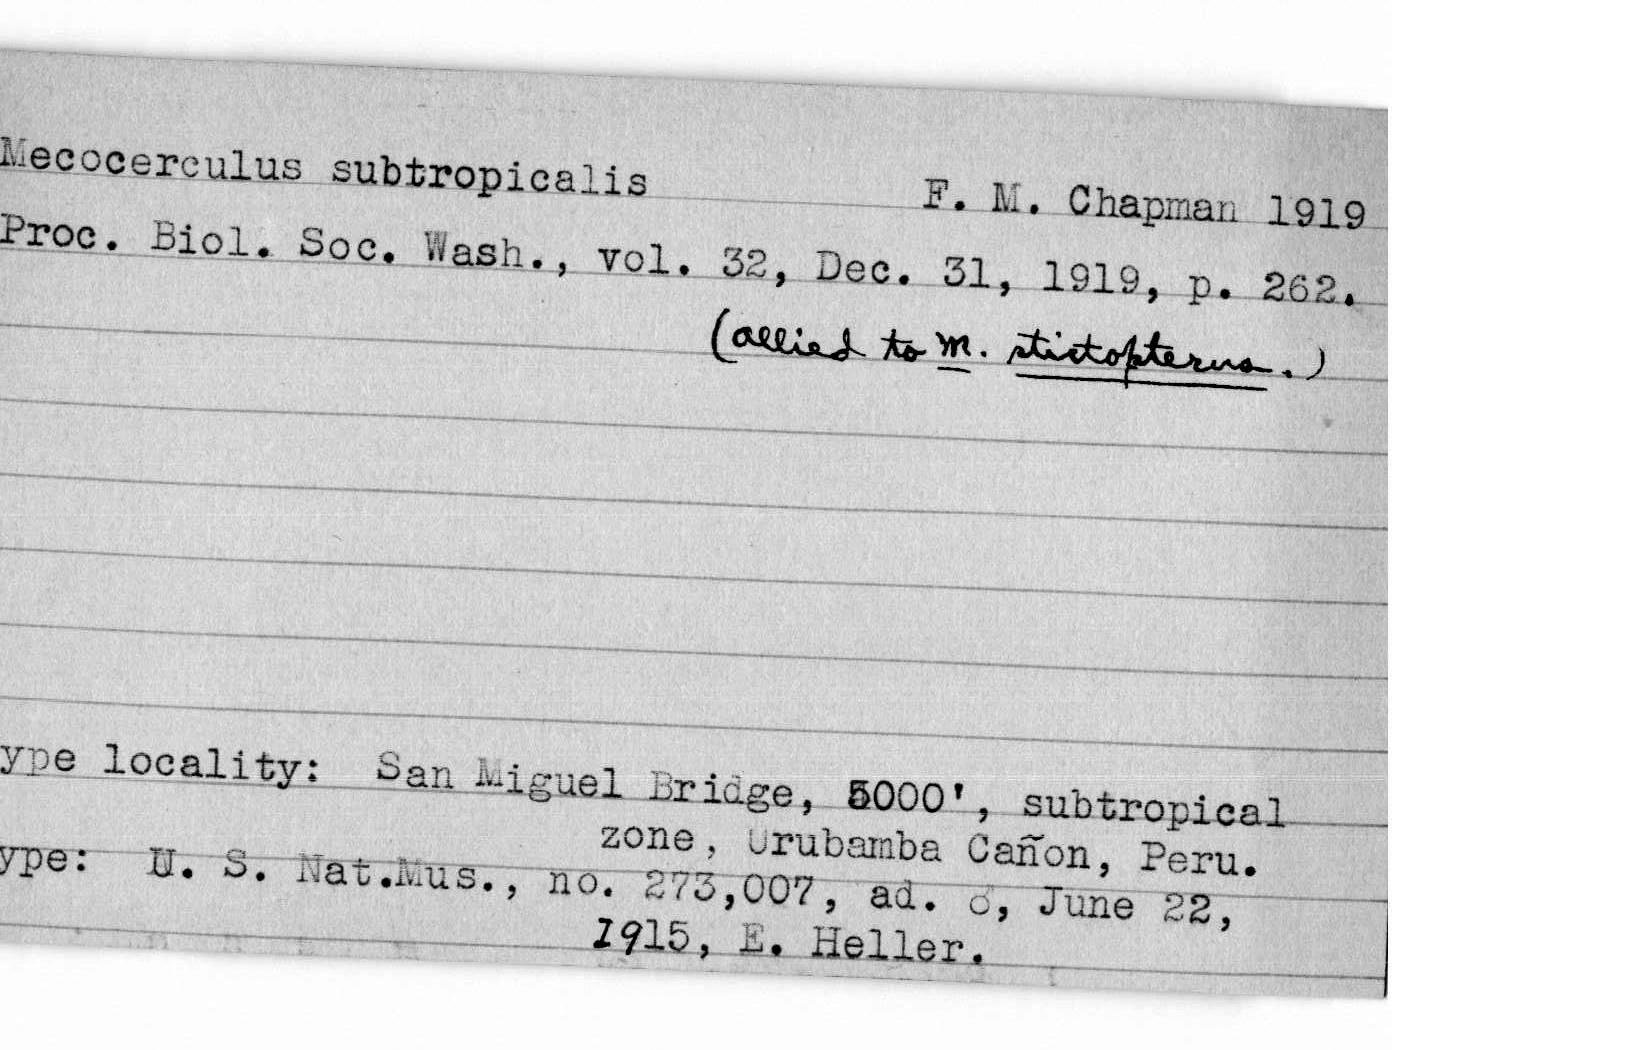 Mecocerculus subtropicalis F. M. Chapman 1919
Proc. Biol. Soc. Wash., vol. 32, Dec. 31, 1919, p. 262.
(allied to M. stictopterus.)
ype locality: San Miguel Bridge, 5000', subtropical
zone, Urubamba Cañon, Peru.
ype: U. S. Nat.Mus., no. 273,007, ad. ♂, June 22,
1915, E. Heller.